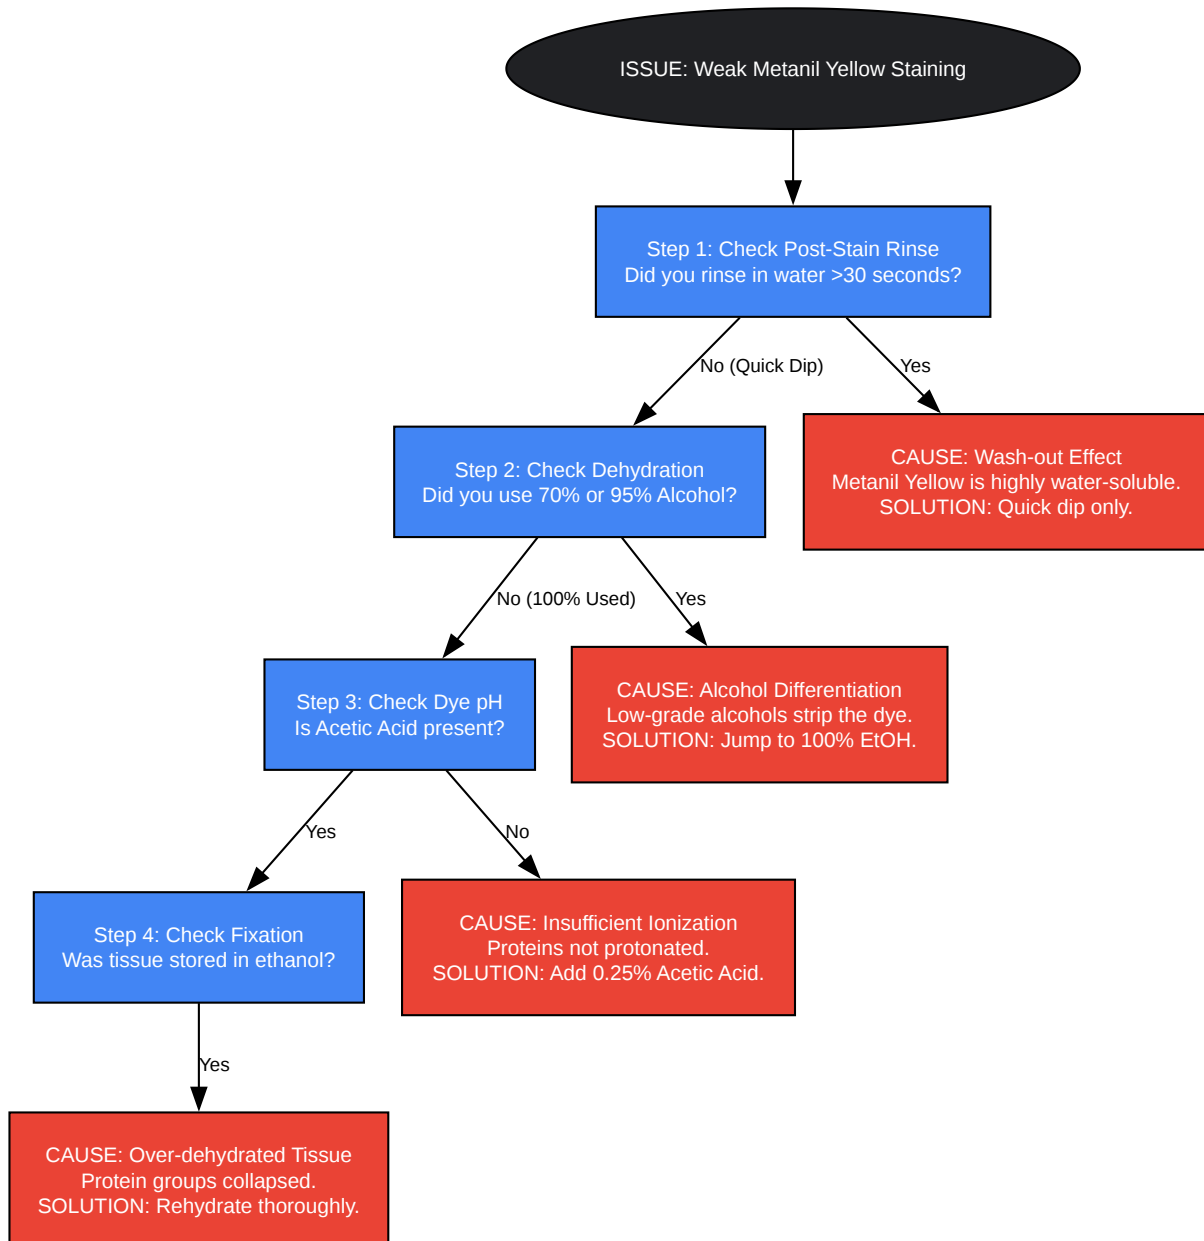 ISSUE: Weak Metanil Yellow Staining
Step 1: Check Post-Stain Rinse
Did you rinse in water >30 seconds?
No (Quick Dip)
Yes
Step 2: Check Dehydration
Did you use 70% or 95% Alcohol?
CAUSE: Wash-out Effect
Metanil Yellow is highly water-soluble.
SOLUTION: Quick dip only.
No (100% Used)
Yes
Step 3: Check Dye pH
Is Acetic Acid present?
CAUSE: Alcohol Differentiation
Low-grade alcohols strip the dye.
SOLUTION: Jump to 100% EtOH.
Yes
No
Step 4: Check Fixation
Was tissue stored in ethanol?
CAUSE: Insufficient Ionization
Proteins not protonated.
SOLUTION: Add 0.25% Acetic Acid.
Yes
CAUSE: Over-dehydrated Tissue
Protein groups collapsed.
SOLUTION: Rehydrate thoroughly.